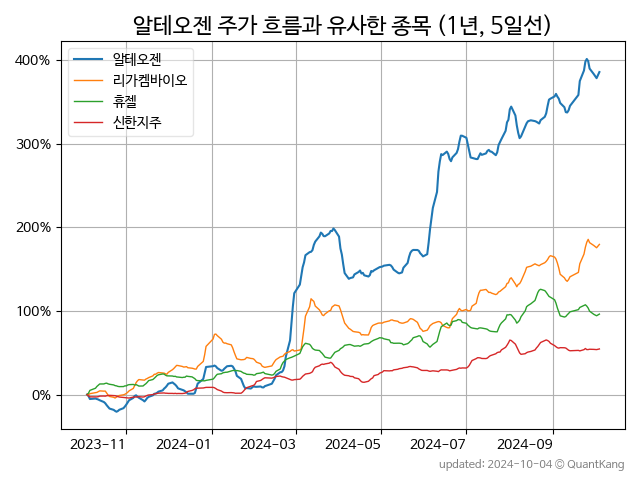 알테오젠 주가 흐름과 유사한 종목 (1년, 5일선)
400%
300%
200%
100%
0%
알테오젠
리가켐바이오
휴젤
신한지주
2023-11
2024-01
2024-03
2024-05
2024-07
2024-09
updated: 2024-10-04 © QuantKang